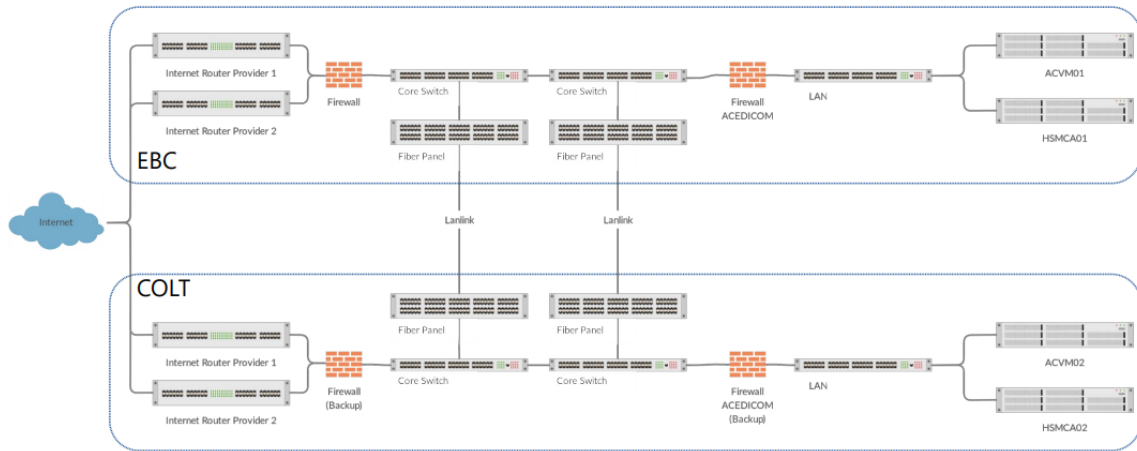 Internet Router Provider 1
Internet Router Provider 2
Firewall
Core Switch
Core Switch
Firewall
ACEDICOM
LAN
ACVM01
HSMCA01
Fiber Panel
Fiber Panel
EBC
Lanlink
Lanlink
Internet
COLT
Fiber Panel
Fiber Panel
Internet Router Provider 1
Internet Router Provider 2
Firewall
(Backup)
Core Switch
Core Switch
Firewall
ACEDICOM
(Backup)
LAN
ACVM02
HSMCA02